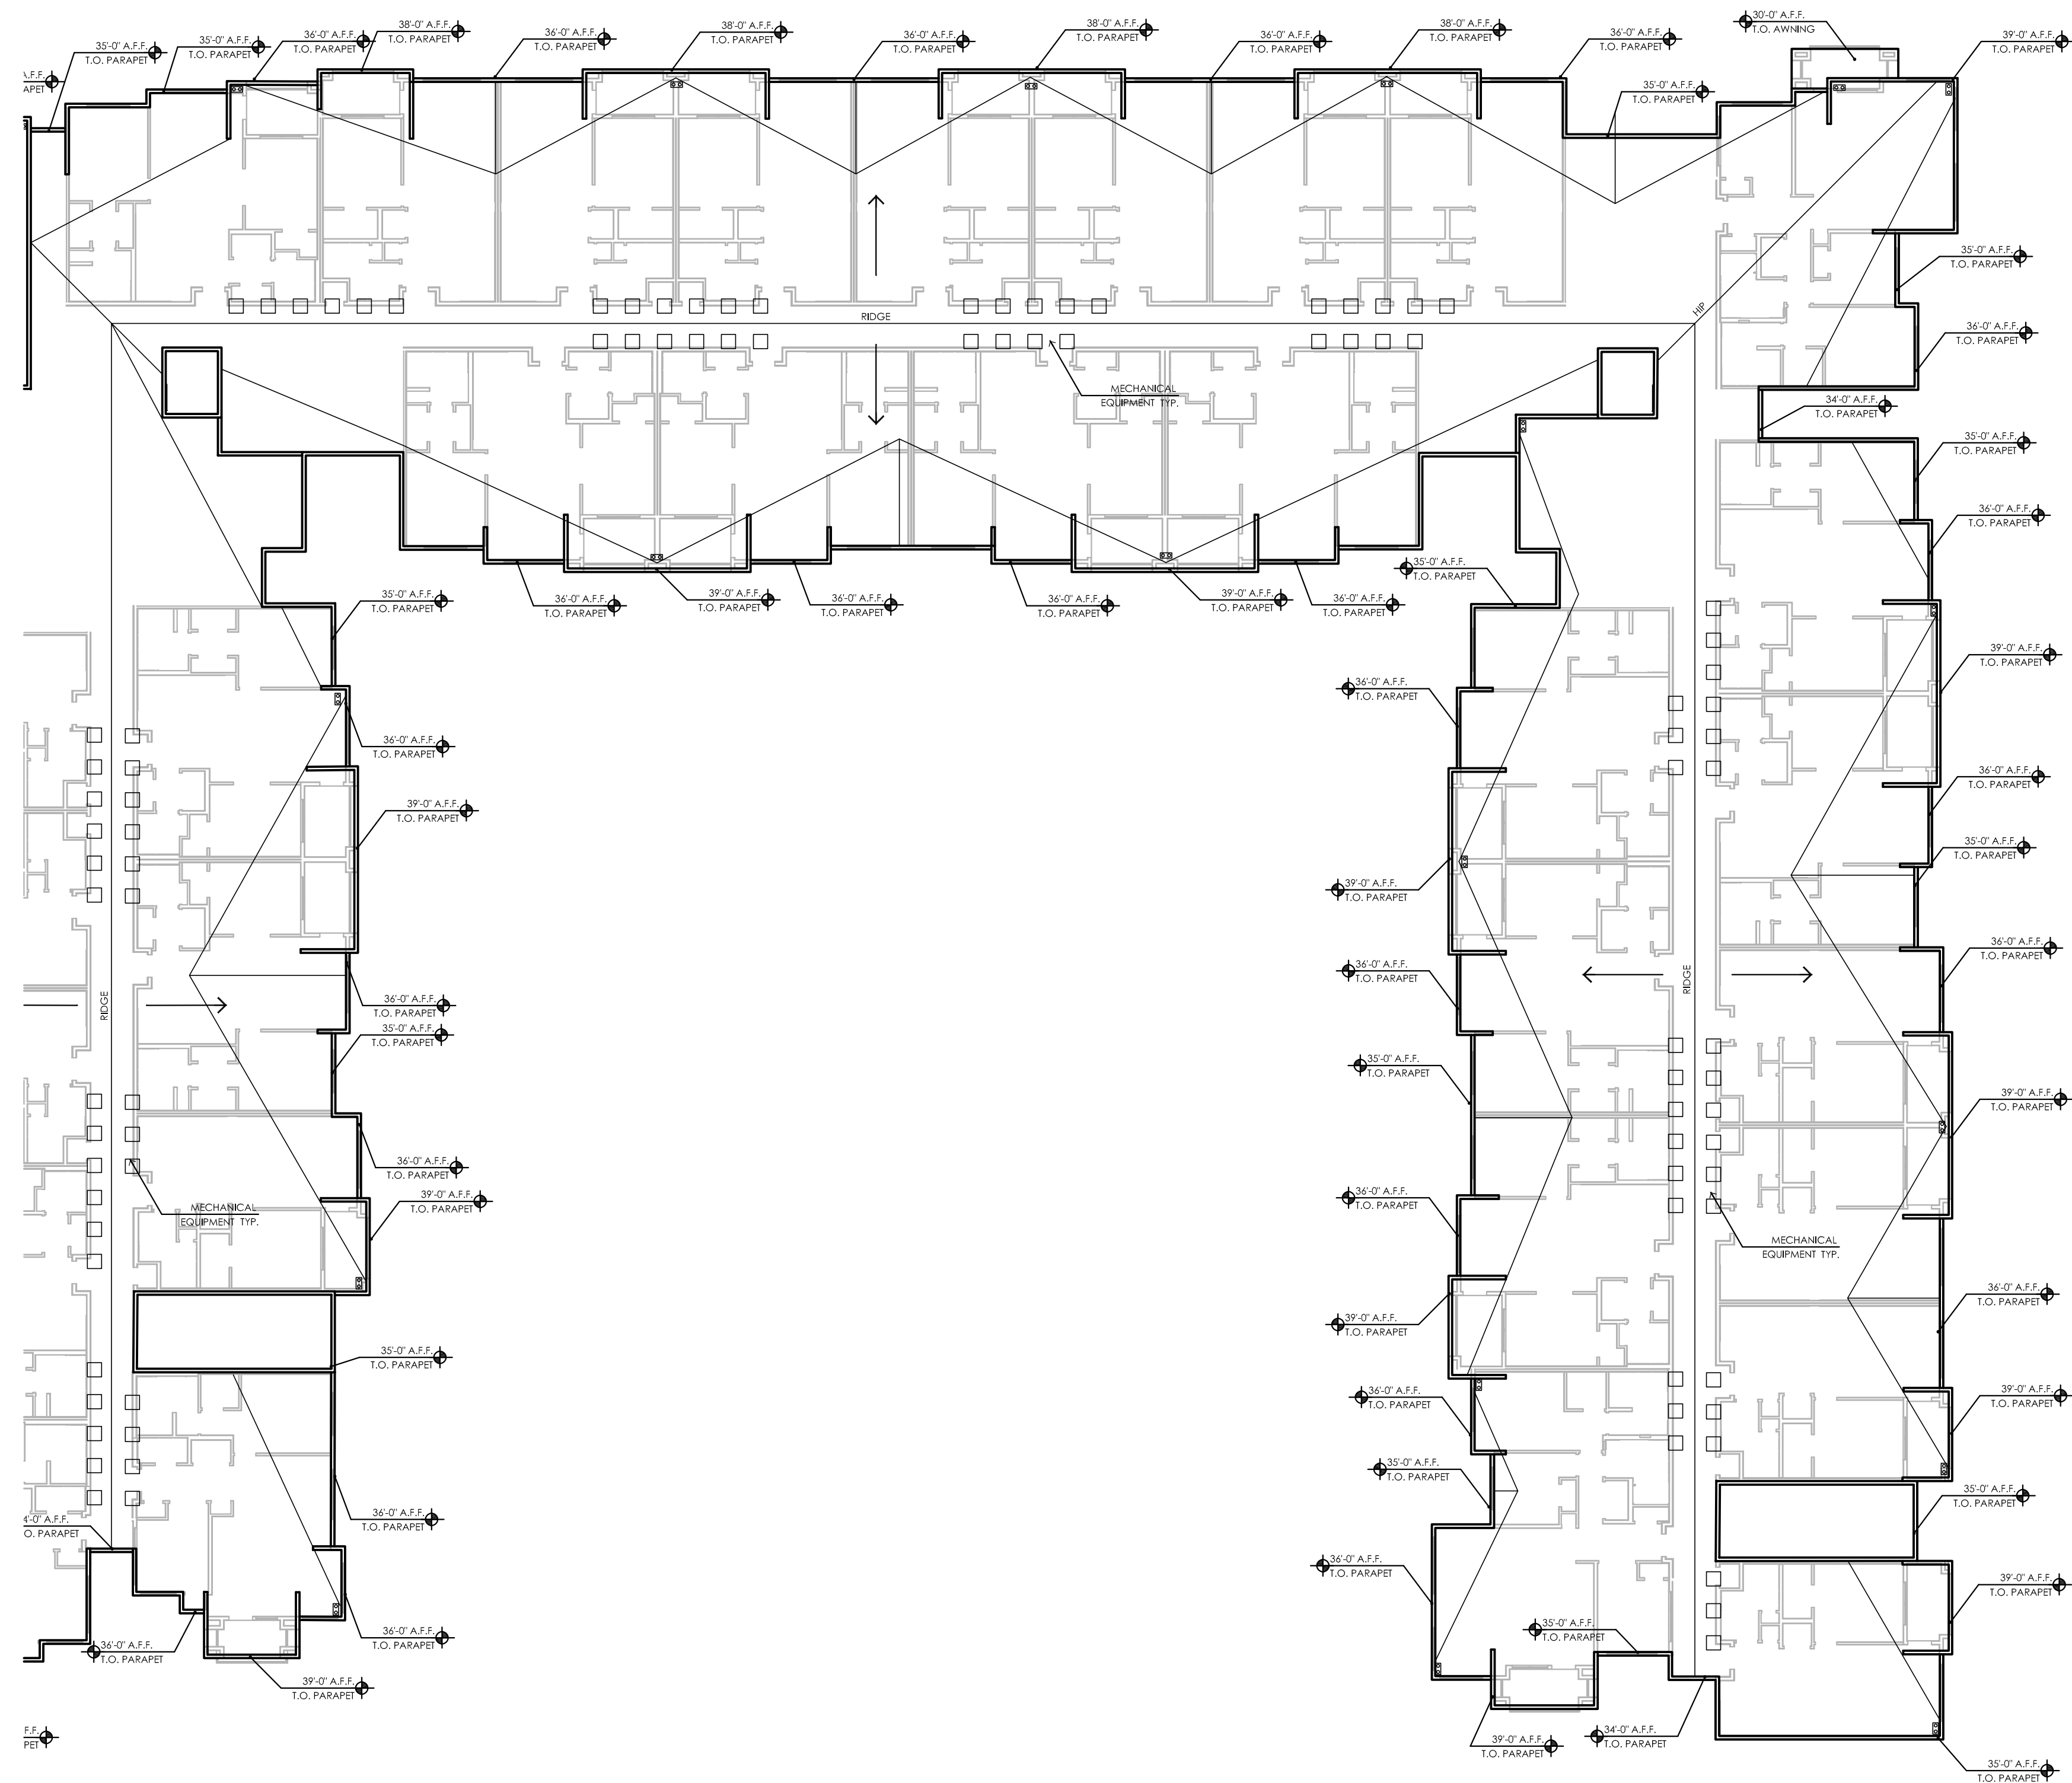 35'-0" A.F.F.
T.O. PARAPET
35'-0" A.F.F.
T.O. PARAPET
36'-0" A.F.F.
T.O. PARAPET
38'-0" A.F.F.
T.O. PARAPET
36'-0" A.F.F.
T.O. PARAPET
38'-0" A.F.F.
T.O. PARAPET
36'-0" A.F.F.
T.O. PARAPET
38'-0" A.F.F.
T.O. PARAPET
36'-0" A.F.F.
T.O. PARAPET
38'-0" A.F.F.
T.O. PARAPET
36'-0" A.F.F.
T.O. PARAPET
30'-0" A.F.F.
T.O. AWNING
39'-0" A.F.F.
T.O. PARAPET
A.F.F.
APET
35'-0" A.F.F.
T.O. PARAPET
35'-0" A.F.F.
T.O. PARAPET
HIP
RIDGE
36'-0" A.F.F.
T.O. PARAPET
MECHANICAL
EQUIPMENT TYP.
34'-0" A.F.F.
T.O. PARAPET
35'-0" A.F.F.
T.O. PARAPET
36'-0" A.F.F.
T.O. PARAPET
35'-0" A.F.F.
T.O. PARAPET
35'-0" A.F.F.
T.O. PARAPET
36'-0" A.F.F.
T.O. PARAPET
39'-0" A.F.F.
T.O. PARAPET
36'-0" A.F.F.
T.O. PARAPET
36'-0" A.F.F.
T.O. PARAPET
39'-0" A.F.F.
T.O. PARAPET
36'-0" A.F.F.
T.O. PARAPET
39'-0" A.F.F.
T.O. PARAPET
36'-0" A.F.F.
T.O. PARAPET
36'-0" A.F.F.
T.O. PARAPET
36'-0" A.F.F.
T.O. PARAPET
39'-0" A.F.F.
T.O. PARAPET
35'-0" A.F.F.
T.O. PARAPET
39'-0" A.F.F.
T.O. PARAPET
39'-0" A.F.F.
T.O. PARAPET
36'-0" A.F.F.
T.O. PARAPET
36'-0" A.F.F.
T.O. PARAPET
RIDGE
RIDGE
36'-0" A.F.F.
T.O. PARAPET
35'-0" A.F.F.
T.O. PARAPET
35'-0" A.F.F.
T.O. PARAPET
39'-0" A.F.F.
T.O. PARAPET
36'-0" A.F.F.
T.O. PARAPET
39'-0" A.F.F.
T.O. PARAPET
36'-0" A.F.F.
T.O. PARAPET
MECHANICAL
EQUIPMENT TYP.
MECHANICAL
EQUIPMENT TYP.
36'-0" A.F.F.
T.O. PARAPET
39'-0" A.F.F.
T.O. PARAPET
35'-0" A.F.F.
T.O. PARAPET
36'-0" A.F.F.
T.O. PARAPET
39'-0" A.F.F.
T.O. PARAPET
35'-0" A.F.F.
T.O. PARAPET
35'-0" A.F.F.
T.O. PARAPET
36'-0" A.F.F.
T.O. PARAPET
4'-0" A.F.F.
O. PARAPET
36'-0" A.F.F.
T.O. PARAPET
39'-0" A.F.F.
T.O. PARAPET
36'-0" A.F.F.
T.O. PARAPET
36'-0" A.F.F.
T.O. PARAPET
35'-0" A.F.F.
T.O. PARAPET
39'-0" A.F.F.
T.O. PARAPET
F.F.
PET
39'-0" A.F.F.
T.O. PARAPET
34'-0" A.F.F.
T.O. PARAPET
35'-0" A.F.F.
T.O. PARAPET